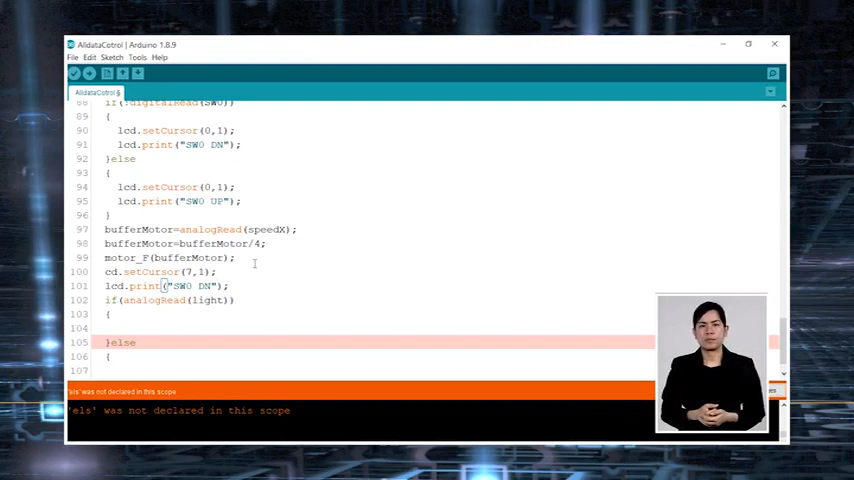 AlldataCotrol | Arduino 1.8.9
File Edit Sketch Tools Help
AlldataCotrol §
88 if(!digitalRead(SW0))
89 {
90 lcd.setCursor(0,1);
91 lcd.print("SW0 DN");
92 }else
93 {
94 lcd.setCursor(0,1);
95 lcd.print("SW0 UP");
96 }
97 bufferMotor=analogRead(speedX);
98 bufferMotor=bufferMotor/4;
99 motor_F(bufferMotor);
100 cd.setCursor(7,1);
101 lcd.print("SW0 DN");
102 if(analogRead(light))
103 {
104
105 }else
106 {
107
'els' was not declared in this scope
'els' was not declared in this scope